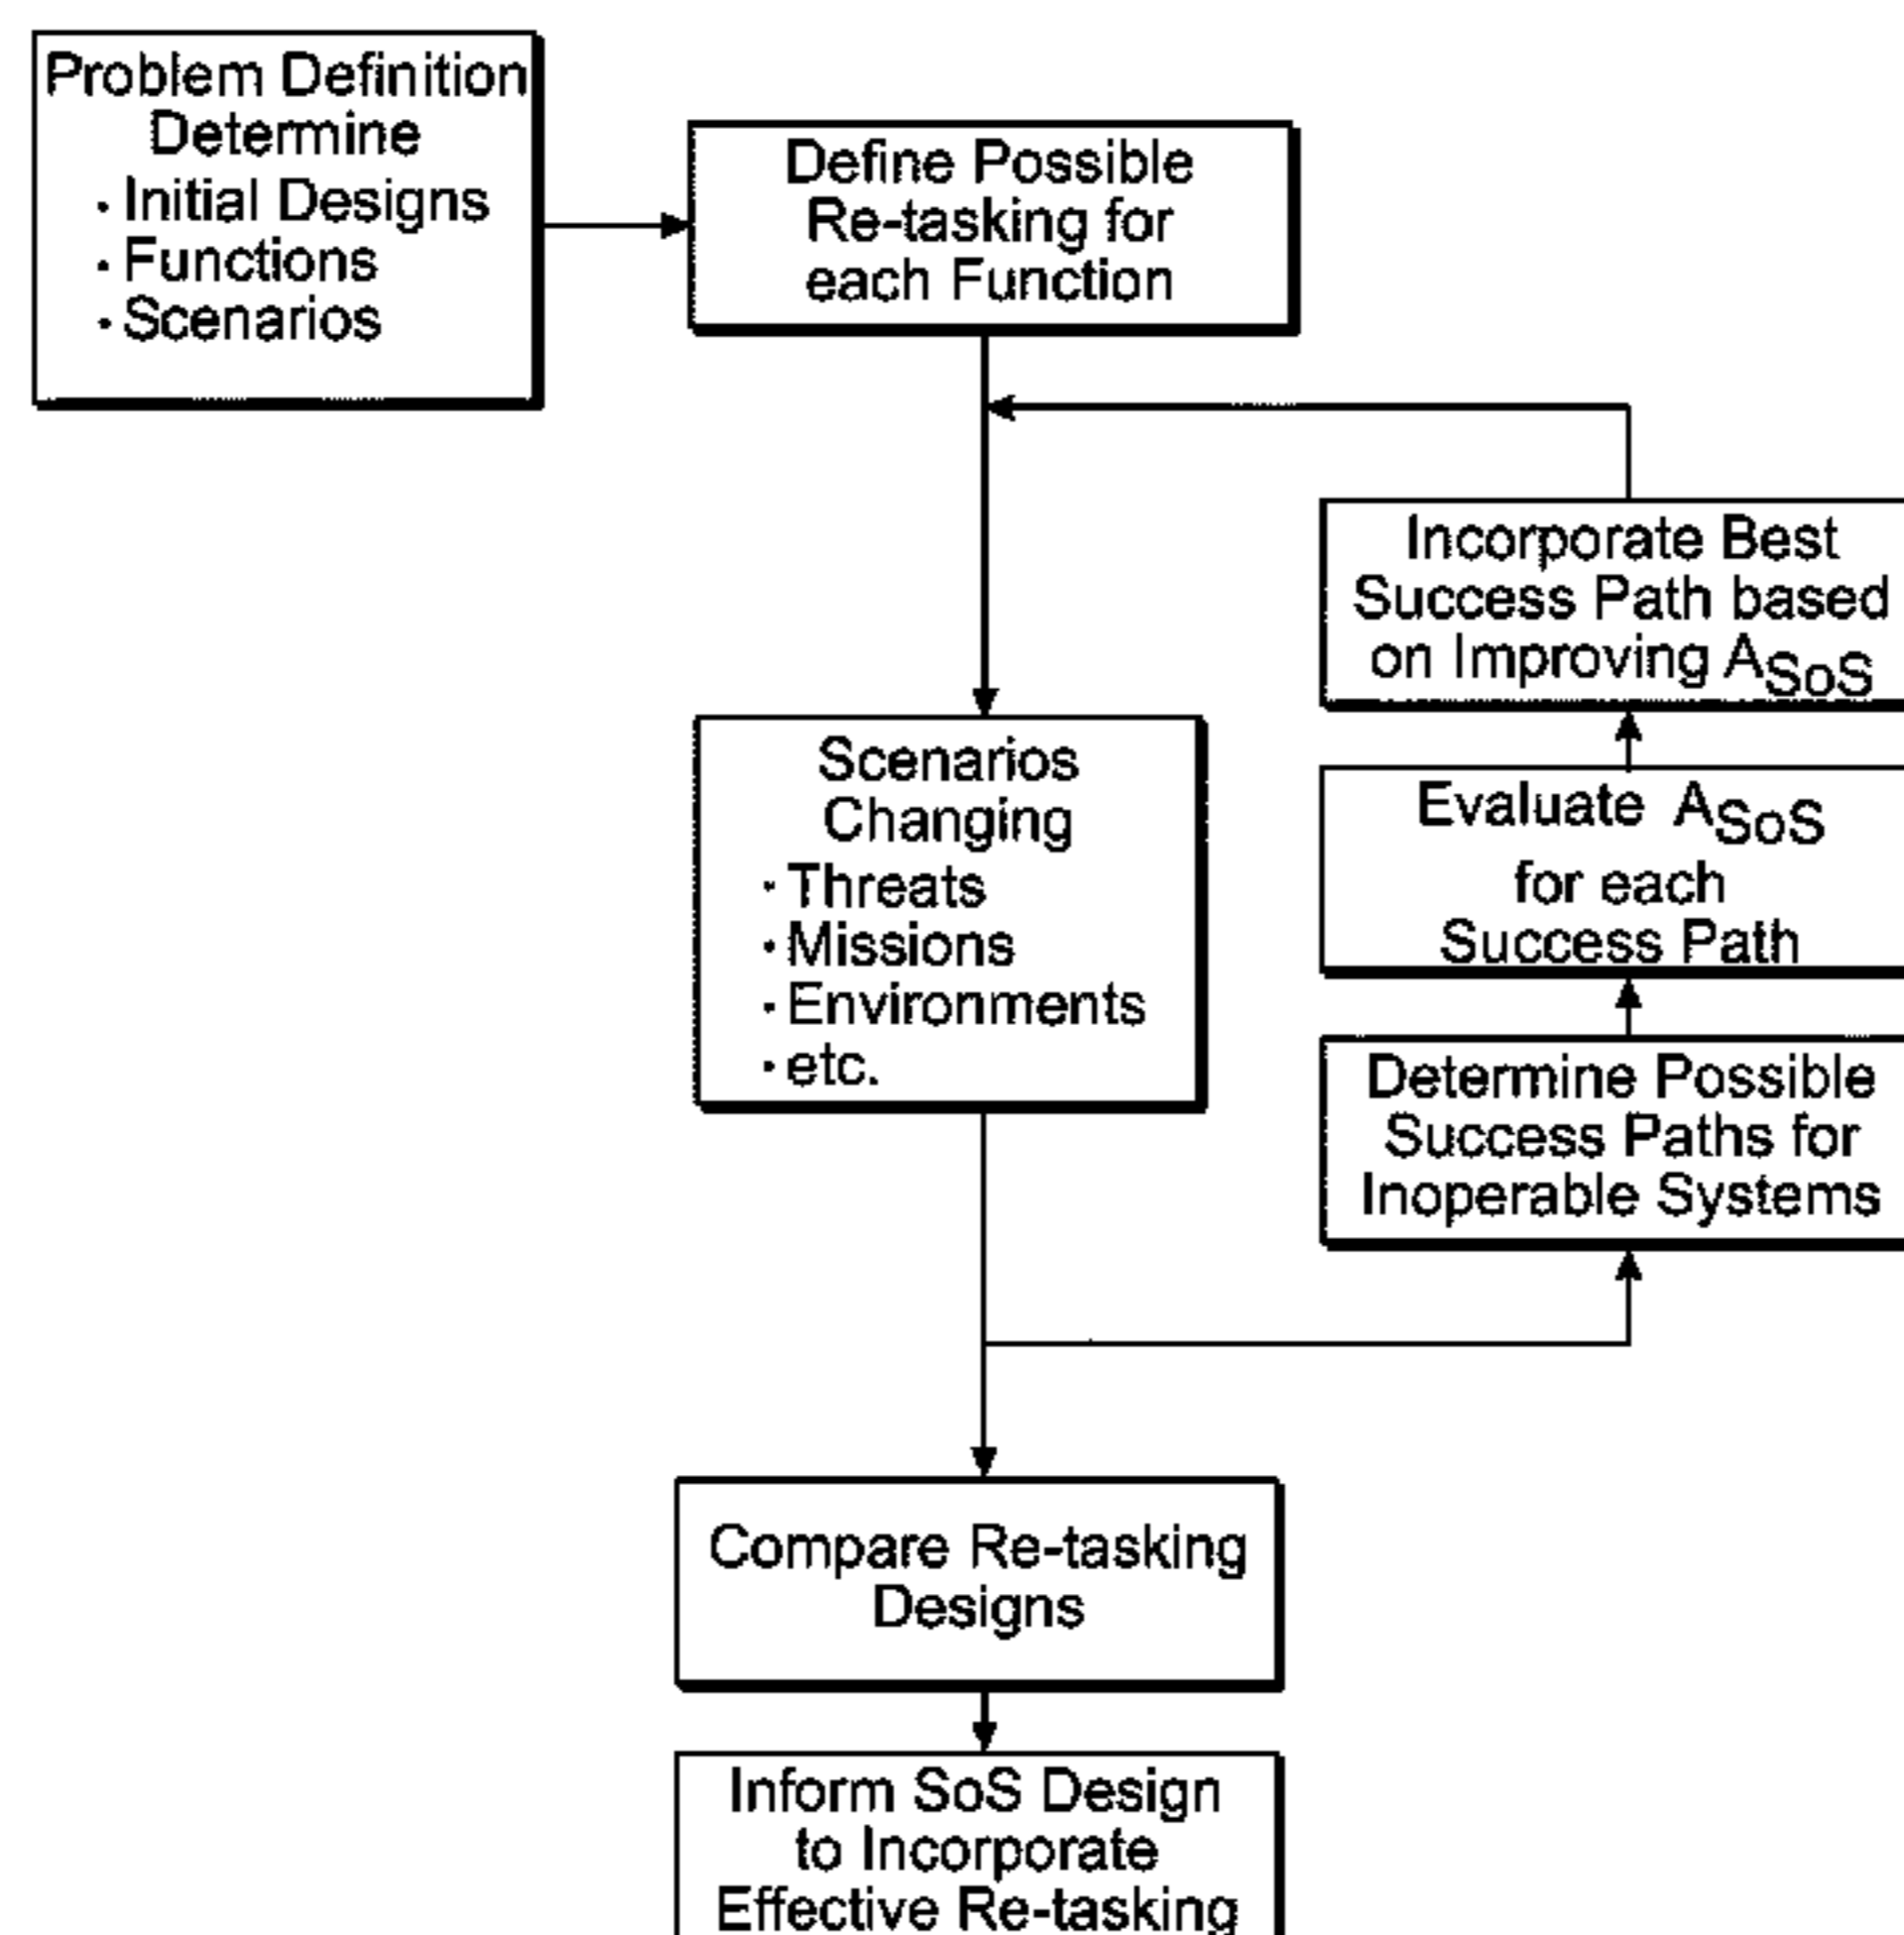 Problem Definition
Determine
· Initial Designs
· Functions
· Scenarios
Define Possible
Re-tasking for
each Function
Incorporate Best
Success Path based
on Improving ASoS
Evaluate ASoS
for each
Success Path
Determine Possible
Success Paths for
Inoperable Systems
Scenarios
Changing
· Threats
· Missions
· Environments
· etc.
Compare Re-tasking
Designs
Inform SoS Design
to Incorporate
Effective Re-tasking